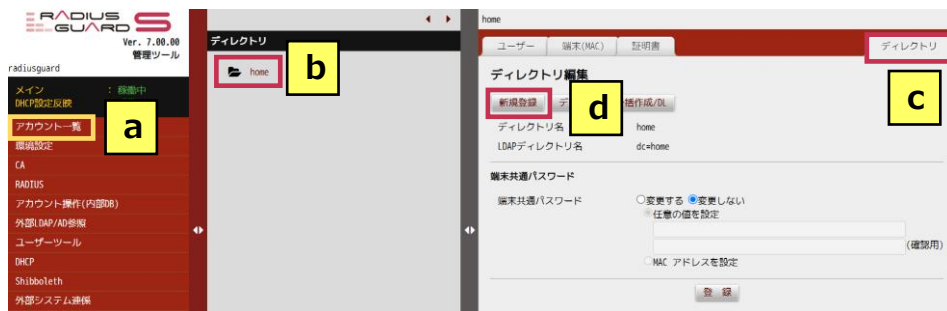 RADIUS GUARD S
Ver. 7.00.00
管理ツール
radiusguard
メイン : 稼働中
DHCP設定反映
アカウント一覧
a
環境設定
CA
RADIUS
アカウント操作(内部DB)
外部LDAP/AD参照
ユーザーツール
DHCP
Shibboleth
外部システム連係
ディレクトリ
home
b
home
ユーザー 端末(MAC) 証明書 ディレクトリ
c
ディレクトリ編集
新規登録 デ 括作成/DL
d
ディレクトリ名 home
LDAPディレクトリ名 dc=home
端末共通パスワード
端末共通パスワード 変更する 変更しない
任意の値を設定
(確認用)
MAC アドレスを設定
登 録